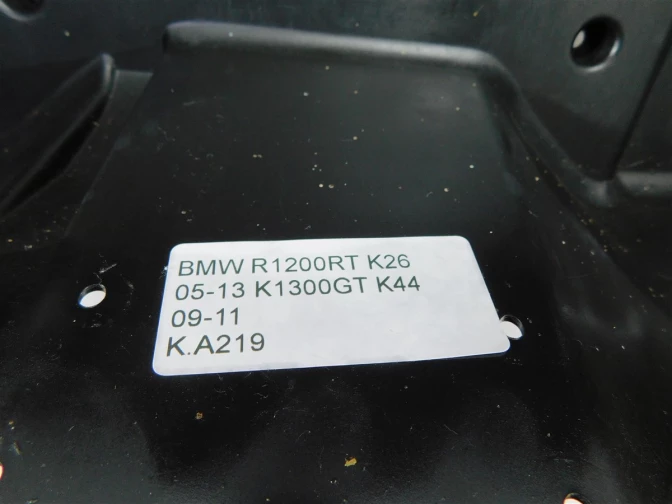 BMW R1200RT K26
05-13 K1300GT K44
09-11
K.A219